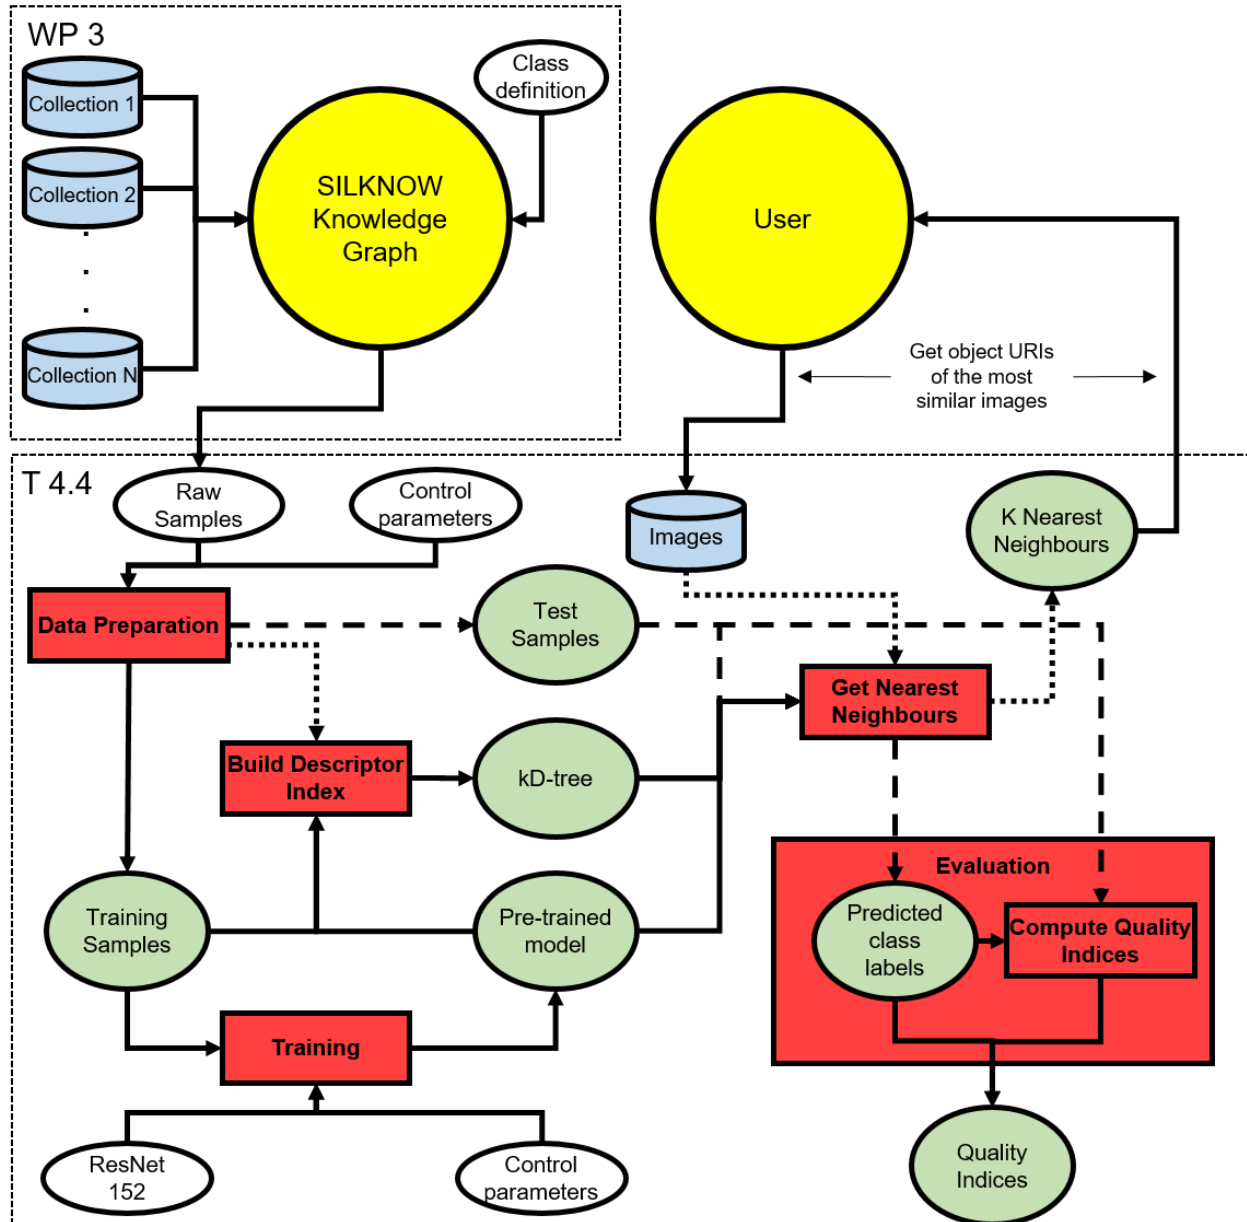 WP 3
Collection 1
Collection 2
.
.
.
Collection N
SILKNOW
Knowledge
Graph
Class
definition
User
Get object URIs
of the most
similar images
T 4.4
Raw
Samples
Control
parameters
Images
K Nearest
Neighbours
Data Preparation
Test
Samples
Get Nearest
Neighbours
Build Descriptor
Index
kD-tree
Training
Samples
Pre-trained
model
Evaluation
Predicted
class
labels
Compute Quality
Indices
Training
ResNet
152
Control
parameters
Quality
Indices